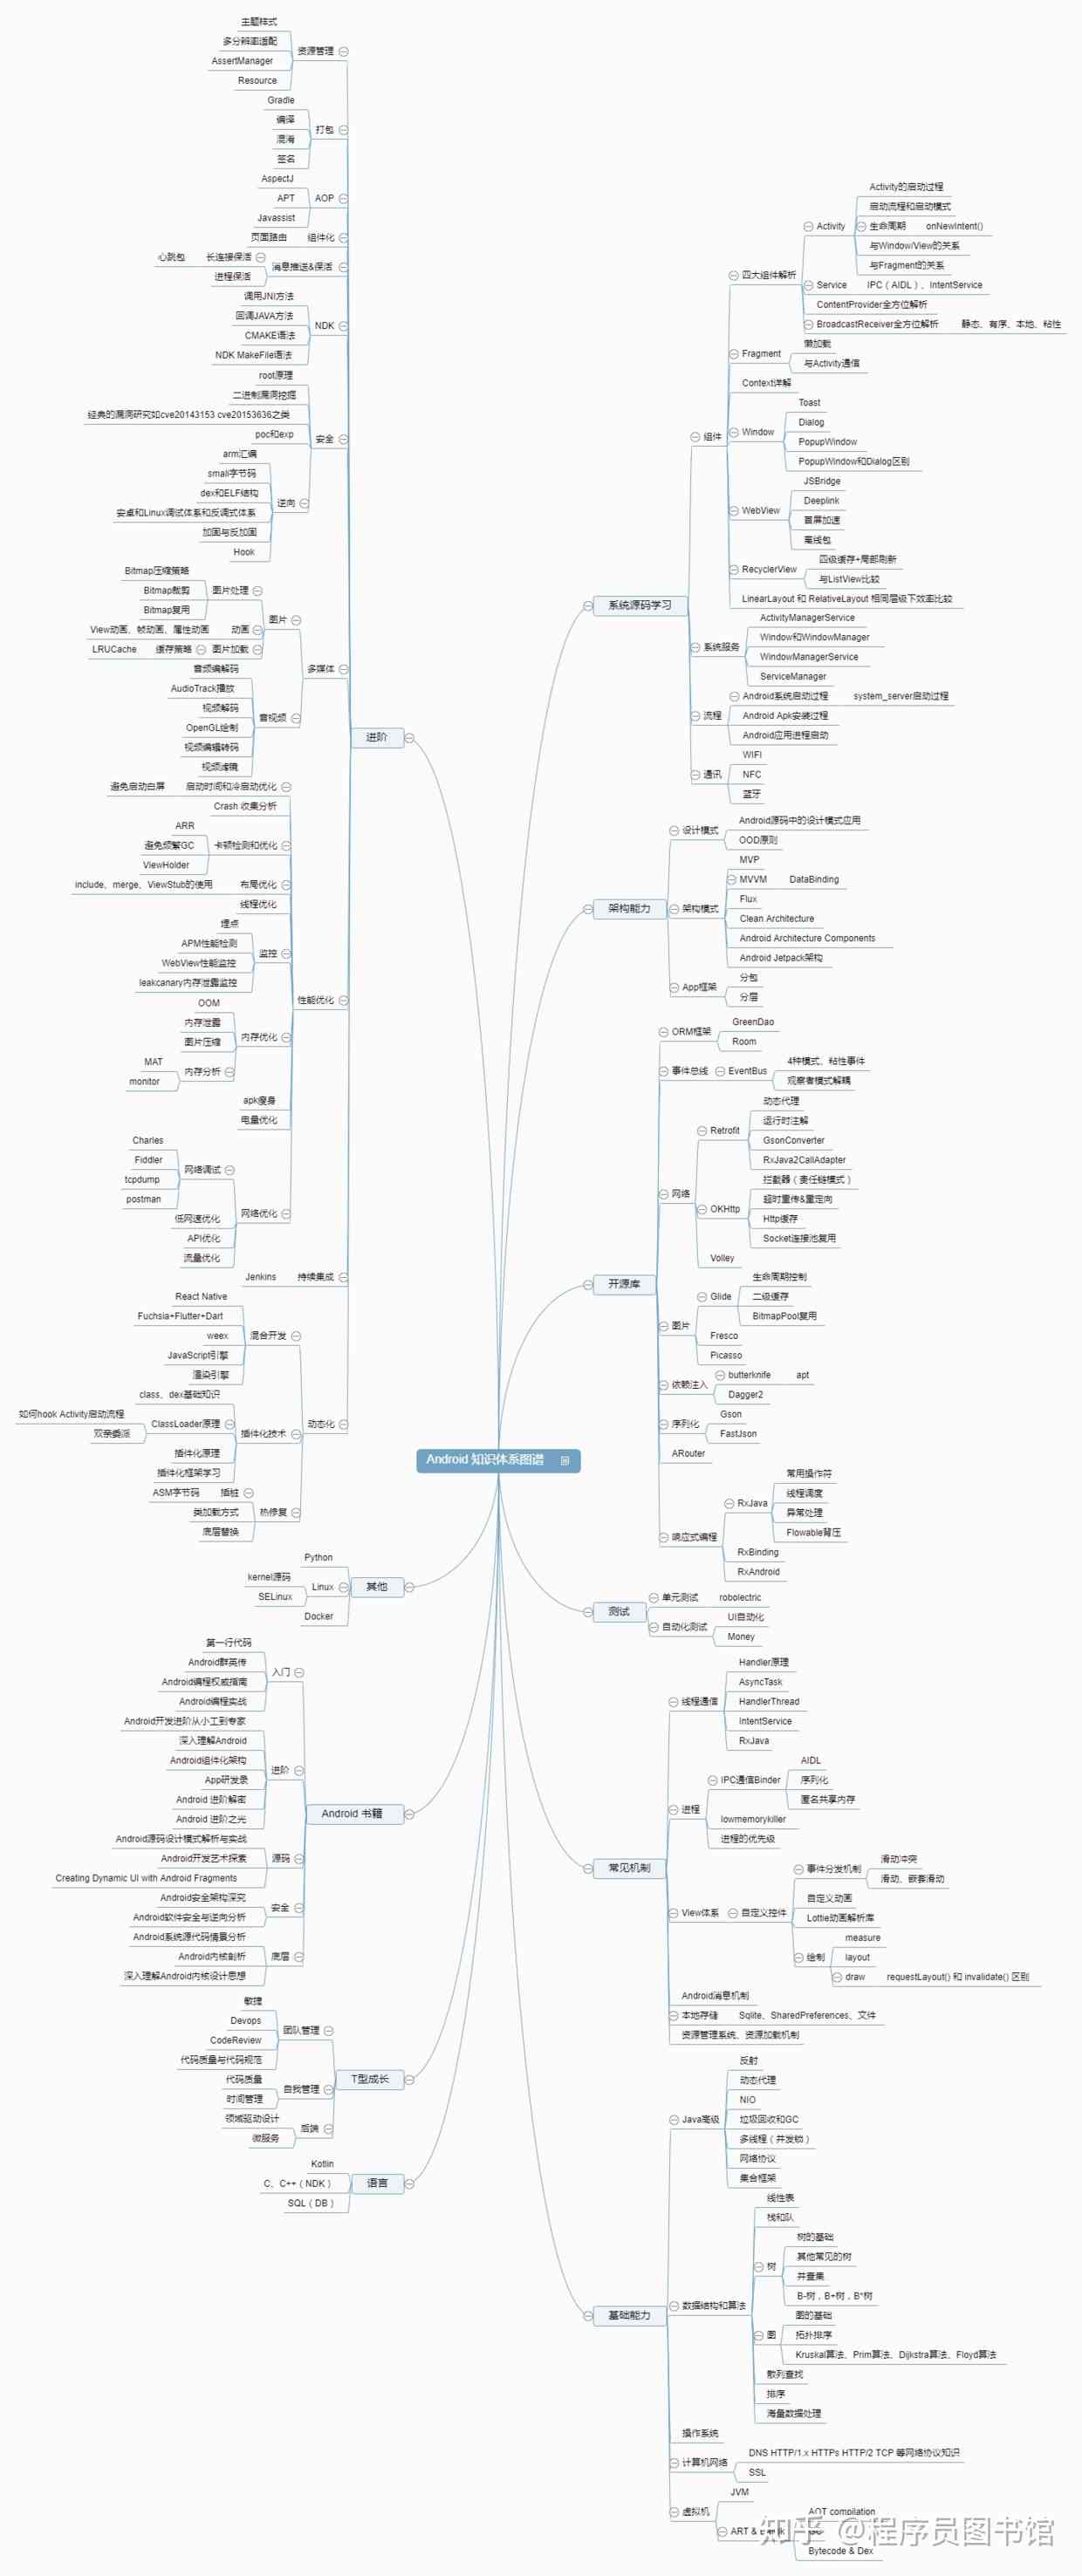 Android 知识体系图谱
进阶
资源管理
主题样式
多分辨率适配
AssertManager
Resource
打包
Gradle
编译
混淆
签名
AOP
AspectJ
APT
Javassist
组件化
页面路由
消息推送&保活
长连接保活
心跳包
进程保活
NDK
调用JNI方法
回调JAVA方法
CMAKE语法
NDK MakeFile语法
安全
root原理
二进制漏洞挖掘
经典的漏洞研究如cve20143153 cve20153636之类
poc和exp
逆向
arm汇编
smali字节码
dex和ELF结构
安卓和Linux调试体系和反调式体系
加固与反加固
Hook
多媒体
图片
图片处理
Bitmap压缩策略
Bitmap裁剪
Bitmap复用
动画
View动画、帧动画、属性动画
图片加载
缓存策略
LRUCache
音视频
音频编解码
AudioTrack播放
视频解码
OpenGL绘制
视频编辑转码
视频滤镜
性能优化
启动时间和冷启动优化
避免启动白屏
Crash 收集分析
卡顿检测和优化
ARR
避免频繁GC
ViewHolder
布局优化
include、merge、ViewStub的使用
线程优化
监控
埋点
APM性能检测
WebView性能监控
leakcanary内存泄露监控
内存优化
OOM
内存泄露
图片压缩
内存分析
MAT
monitor
apk瘦身
电量优化
网络优化
网络调试
Charles
Fiddler
tcpdump
postman
低网速优化
API优化
流量优化
持续集成
Jenkins
动态化
混合开发
React Native
Fuchsia+Flutter+Dart
weex
JavaScript引擎
渲染引擎
插件化技术
class、dex基础知识
ClassLoader原理
如何hook Activity启动流程
双亲委派
插件化原理
插件化框架学习
热修复
插桩
ASM字节码
类加载方式
底层替换
其他
Python
Linux
kernel源码
SELinux
Docker
Android 书籍
入门
第一行代码
Android群英传
Android编程权威指南
Android编程实战
进阶
Android开发进阶从小工到专家
深入理解Android
Android组件化架构
App研发录
Android 进阶解密
Android 进阶之光
源码
Android源码设计模式解析与实战
Android开发艺术探索
Creating Dynamic UI with Android Fragments
安全
Android安全架构深究
Android软件安全与逆向分析
底层
Android系统源代码情景分析
Android内核剖析
深入理解Android内核设计思想
T型成长
团队管理
敏捷
Devops
CodeReview
代码质量与代码规范
自我管理
代码质量
时间管理
后端
领域驱动设计
微服务
语言
Kotlin
C、C++（NDK）
SQL（DB）
系统源码学习
组件
四大组件解析
Activity
Activity的启动过程
启动流程和启动模式
生命周期
onNewIntent()
与Window/View的关系
与Fragment的关系
Service
IPC（AIDL）、IntentService
ContentProvider全方位解析
BroadcastReceiver全方位解析
静态、有序、本地、粘性
Fragment
懒加载
与Activity通信
Context详解
Window
Toast
Dialog
PopupWindow
PopupWindow和Dialog区别
WebView
JSBridge
Deeplink
首屏加速
离线包
RecyclerView
四级缓存+局部刷新
与ListView比较
LinearLayout 和 RelativeLayout 相同层级下效率比较
系统服务
ActivityManagerService
Window和WindowManager
WindowManagerService
ServiceManager
流程
Android系统启动过程
system_server启动过程
Android Apk安装过程
Android应用进程启动
通讯
WIFI
NFC
蓝牙
架构能力
设计模式
Android源码中的设计模式应用
OOD原则
架构模式
MVP
MVVM
DataBinding
Flux
Clean Architecture
Android Architecture Components
Android Jetpack架构
App框架
分包
分层
开源库
ORM框架
GreenDao
Room
事件总线
EventBus
4种模式、粘性事件
观察者模式解耦
网络
Retrofit
动态代理
运行时注解
GsonConverter
RxJava2CallAdapter
OKHttp
拦截器（责任链模式）
超时重传&重定向
Http缓存
Socket连接池复用
Volley
图片
Glide
生命周期控制
二级缓存
BitmapPool复用
Fresco
Picasso
依赖注入
butterknife
apt
Dagger2
序列化
Gson
FastJson
ARouter
响应式编程
RxJava
常用操作符
线程调度
异常处理
Flowable背压
RxBinding
RxAndroid
测试
单元测试
robolectric
自动化测试
UI自动化
Money
常见机制
线程通信
Handler原理
AsyncTask
HandlerThread
IntentService
RxJava
进程
IPC通信Binder
AIDL
序列化
匿名共享内存
lowmemorykiller
进程的优先级
View体系
自定义控件
事件分发机制
滑动冲突
滑动、嵌套滑动
自定义动画
Lottie动画解析库
绘制
measure
layout
draw
requestLayout() 和 invalidate() 区别
Android消息机制
本地存储
Sqlite、SharedPreferences、文件
资源管理系统、资源加载机制
基础能力
Java高级
反射
动态代理
NIO
垃圾回收和GC
多线程（并发锁）
网络协议
集合框架
数据结构和算法
线性表
栈和队
树
树的基础
其他常见的树
并查集
B-树，B+树，B*树
图
图的基础
拓扑排序
Kruskal算法、Prim算法、Dijkstra算法、Floyd算法
散列查找
排序
海量数据处理
操作系统
计算机网络
DNS HTTP/1.x HTTPs HTTP/2 TCP 等网络协议知识
SSL
虚拟机
JVM
ART &
AOT compilation
Bytecode & Dex
知乎 @程序员图书馆